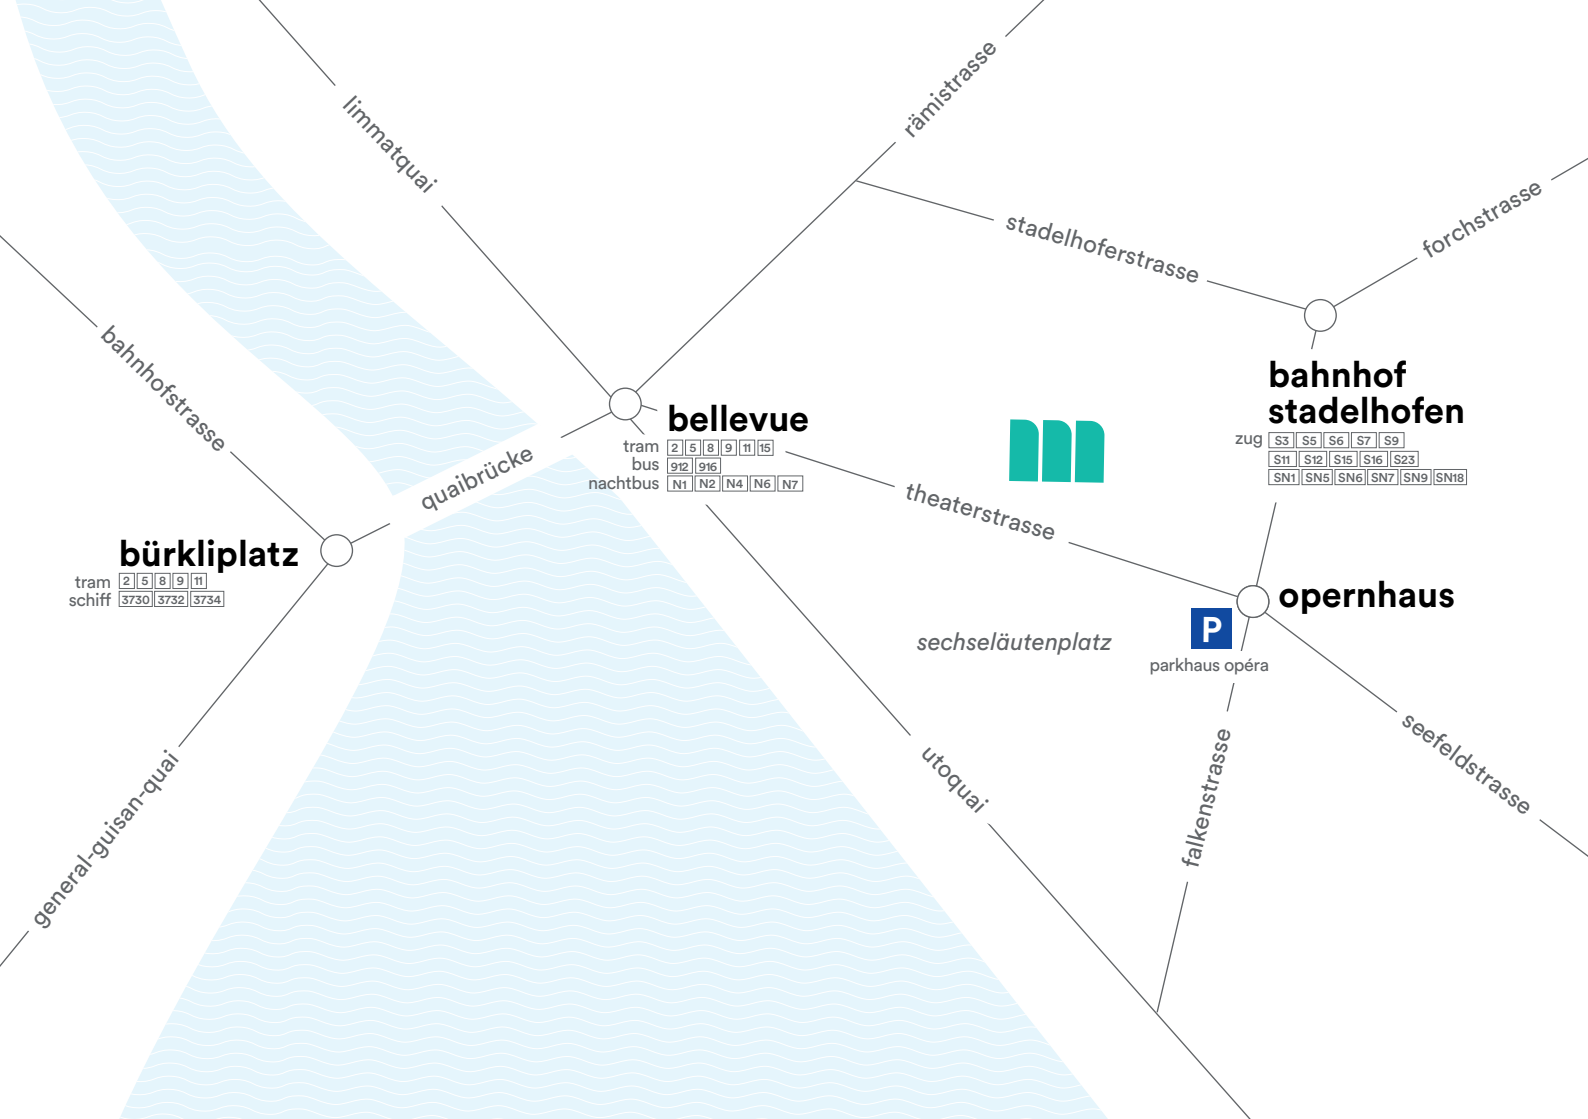 limmatquai
rämistrasse
stadelhoferstrasse
forchstrasse
bahnhofstrasse
quaibrücke
bellevue
tram 2 5 8 9 11 15
bus 912 916
nachtbus N1 N2 N4 N6 N7
bahnhof
stadelhofen
zug S3 S5 S6 S7 S9
S11 S12 S15 S16 S23
SN1 SN5 SN6 SN7 SN9 SN18
theaterstrasse
bürkliplatz
tram 2 5 8 9 11
schiff 3730 3732 3734
opernhaus
P
parkhaus opéra
sechseläutenplatz
general-guisan-quai
utoquai
falkenstrasse
seefeldstrasse